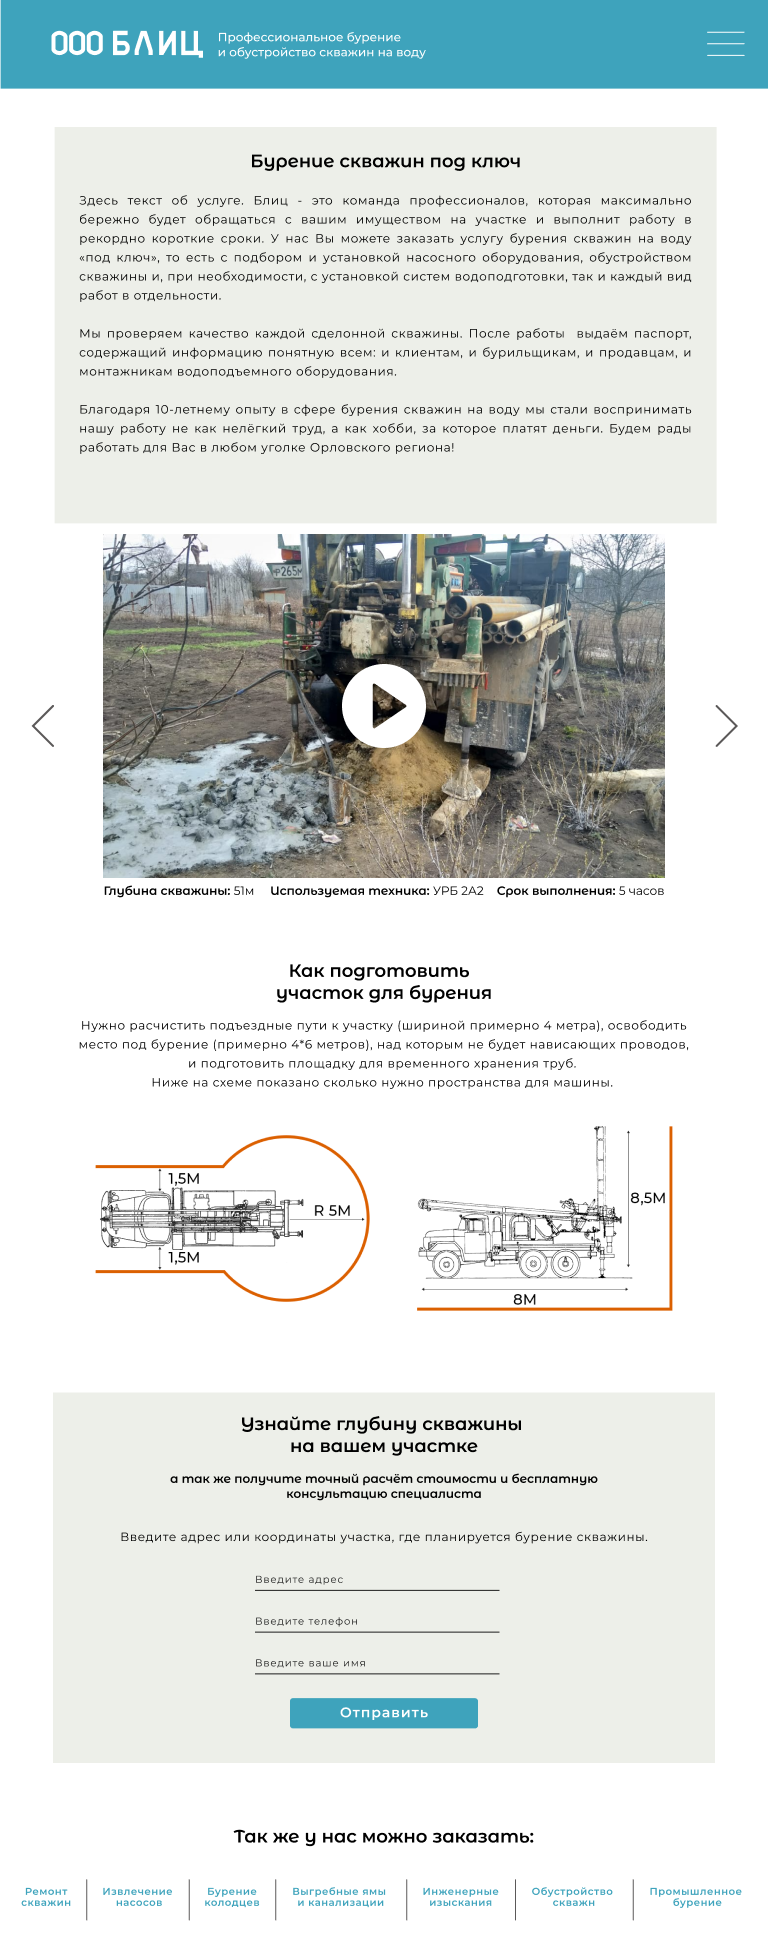 ООО БЛИЦ
Профессиональное бурение
и обустройство скважин на воду
Бурение скважин под ключ
Здесь текст об услуге. Блиц - это команда профессионалов, которая максимально
бережно будет обращаться с вашим имуществом на участке и выполнит работу в
рекордно короткие сроки. У нас Вы можете заказать услугу бурения скважин на воду
«под ключ», то есть с подбором и установкой насосного оборудования, обустройством
скважины и, при необходимости, с установкой систем водоподготовки, так и каждый вид
работ в отдельности.
Мы проверяем качество каждой сделонной скважины. После работы выдаём паспорт,
содержащий информацию понятную всем: и клиентам, и бурильщикам, и продавцам, и
монтажникам водоподъемного оборудования.
Благодаря 10-летнему опыту в сфере бурения скважин на воду мы стали воспринимать
нашу работу не как нелёгкий труд, а как хобби, за которое платят деньги. Будем рады
работать для Вас в любом уголке Орловского региона!
Р265М
Глубина скважины: 51м Используемая техника: УРБ 2А2 Срок выполнения: 5 часов
Как подготовить
участок для бурения
Нужно расчистить подъездные пути к участку (шириной примерно 4 метра), освободить
место под бурение (примерно 4*6 метров), над которым не будет нависающих проводов,
и подготовить площадку для временного хранения труб.
Ниже на схеме показано сколько нужно пространства для машины.
1,5М
R 5М
1,5М
8,5М
8М
Узнайте глубину скважины
на вашем участке
а так же получите точный расчёт стоимости и бесплатную
консультацию специалиста
Введите адрес или координаты участка, где планируется бурение скважины.
Введите адрес
Введите телефон
Введите ваше имя
Отправить
Так же у нас можно заказать:
Ремонт
скважин
Извлечение
насосов
Бурение
колодцев
Выгребные ямы
и канализации
Инженерные
изыскания
Обустройство
скважн
Промышленное
бурение